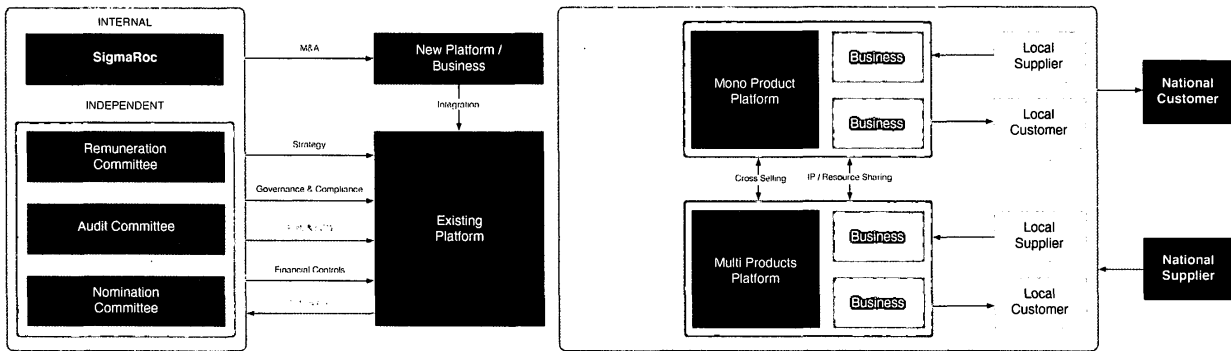 INTERNAL
SigmaRoc
INDEPENDENT
Remuneration
Committee
Audit Committee
Nomination
Committee
M&A
Strategy
Governance & Compliance
Financial Controls
New Platform /
Business
Integration
Existing
Platform
Mono Product
Platform
Business
Business
Local
Supplier
Local
Customer
Cross Selling
IP / Resource Sharing
Multi Products
Platform
Business
Business
Local
Supplier
Local
Customer
National
Customer
National
Supplier